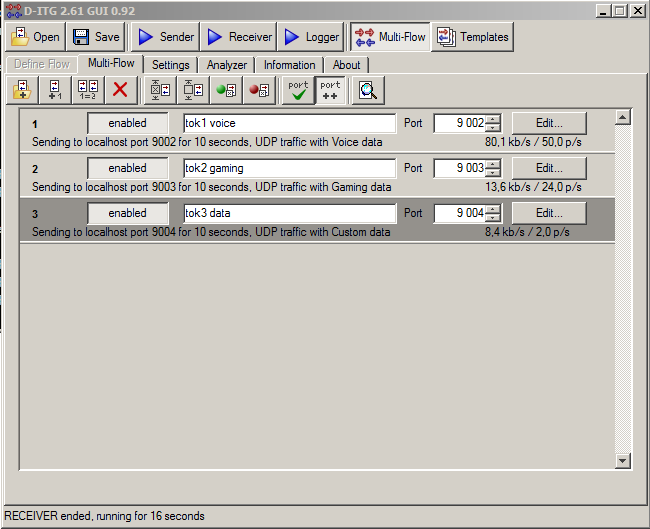 D-ITG 2.61 GUI 0.92
Open Save Sender Receiver Logger Multi-Flow Templates
Define Flow Multi-Flow Settings Analyzer Information About
+ +1 1=2 port port ++
1 enabled tok1 voice Port 9 002 Edit...
Sending to localhost port 9002 for 10 seconds, UDP traffic with Voice data 80,1 kb/s / 50,0 p/s
2 enabled tok2 gaming Port 9 003 Edit...
Sending to localhost port 9003 for 10 seconds, UDP traffic with Gaming data 13,6 kb/s / 24,0 p/s
3 enabled tok3 data Port 9 004 Edit...
Sending to localhost port 9004 for 10 seconds, UDP traffic with Custom data 8,4 kb/s / 2,0 p/s
RECEIVER ended, running for 16 seconds